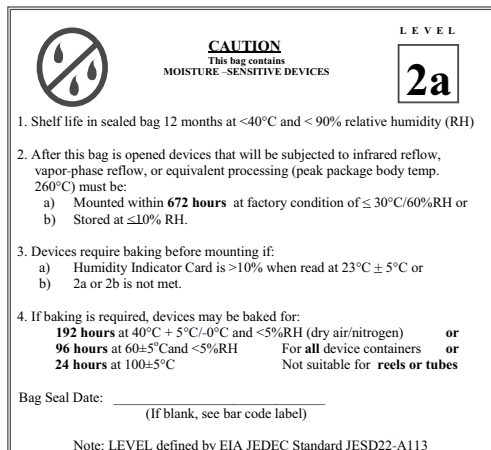 L E V E L
2a
CAUTION
This bag contains
MOISTURE –SENSITIVE DEVICES
1. Shelf life in sealed bag 12 months at <40°C and < 90% relative humidity (RH)
2. After this bag is opened devices that will be subjected to infrared reflow,
vapor-phase reflow, or equivalent processing (peak package body temp.
260°C) must be:
a) Mounted within 672 hours at factory condition of ≤ 30°C/60%RH or
b) Stored at ≤10% RH.
3. Devices require baking before mounting if:
a) Humidity Indicator Card is >10% when read at 23°C ± 5°C or
b) 2a or 2b is not met.
4. If baking is required, devices may be baked for:
192 hours at 40°C + 5°C/-0°C and <5%RH (dry air/nitrogen) or
96 hours at 60±5°Cand <5%RH For all device containers or
24 hours at 100±5°C Not suitable for reels or tubes
Bag Seal Date: ______________________________
(If blank, see bar code label)
Note: LEVEL defined by EIA JEDEC Standard JESD22-A113